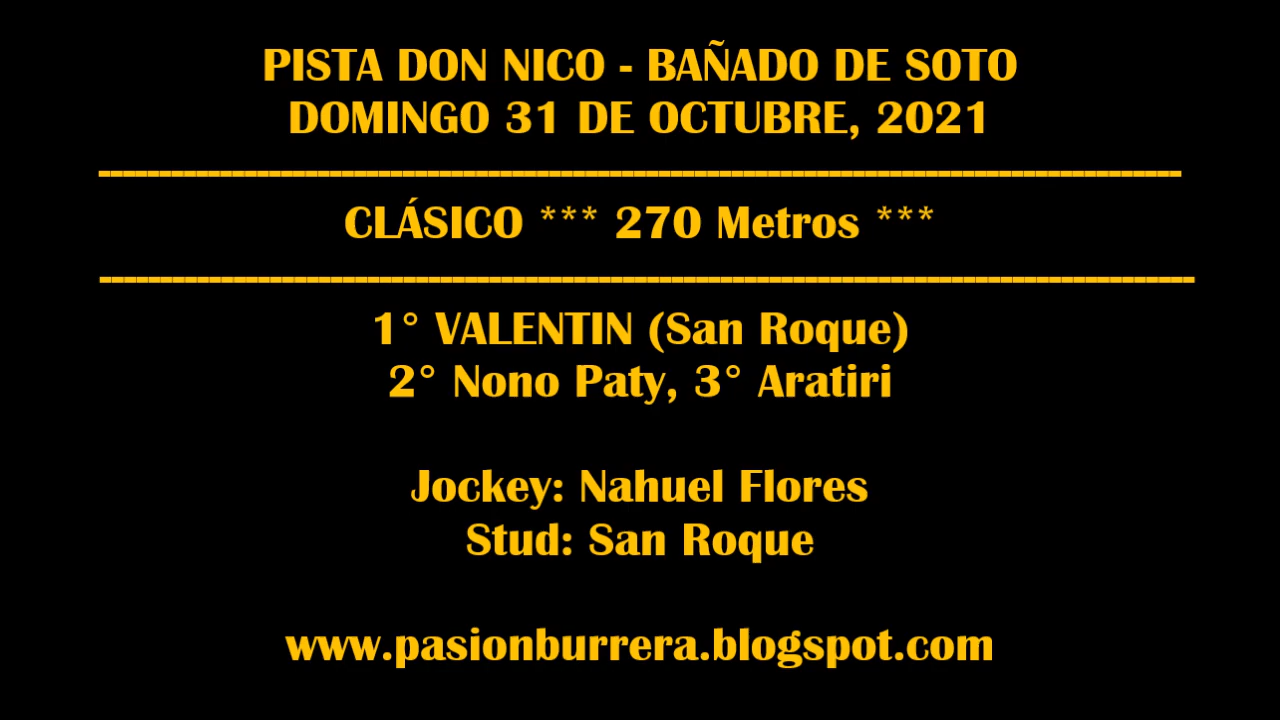 PISTA DON NICO - BAÑADO DE SOTO
DOMINGO 31 DE OCTUBRE, 2021
CLÁSICO *** 270 Metros ***
1° VALENTIN (San Roque)
2° Nono Paty, 3° Aratiri
Jockey: Nahuel Flores
Stud: San Roque
www.pasionburrera.blogspot.com